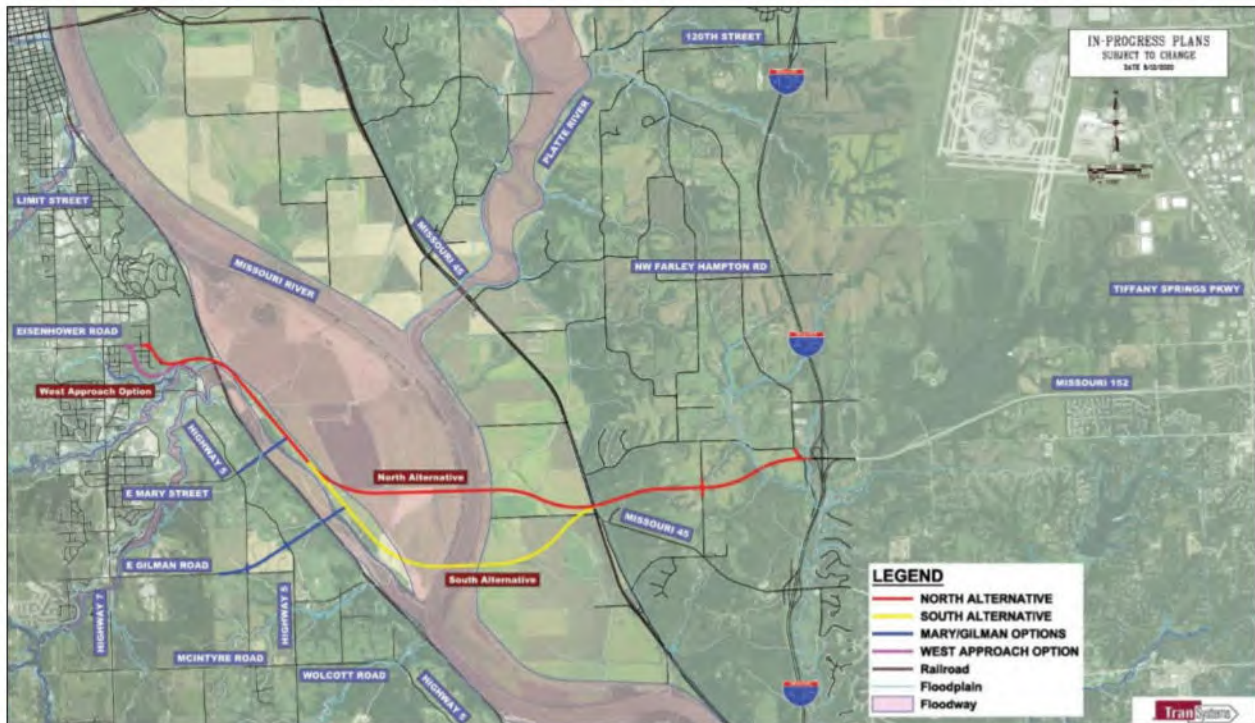 120TH STREET
IN-PROGRESS PLANS
SUBJECT TO CHANGE
PLATTE RIVER
LIMIT STREET
MISSOURI 45
MISSOURI RIVER
NW FARLEY HAMPTON RD
TIFFANY SPRINGS PKWY
EISENHOWER ROAD
West Approach Option
MISSOURI 152
HIGHWAY 5
North Alternative
E MARY STREET
MISSOURI 45
E GILMAN ROAD
South Alternative
HIGHWAY 7
HIGHWAY 5
MCINTYRE ROAD
WOLCOTT ROAD
HIGHWAY 5
LEGEND
NORTH ALTERNATIVE
SOUTH ALTERNATIVE
MARY/GILMAN OPTIONS
WEST APPROACH OPTION
Railroad
Floodplain
Floodway
TranSystems